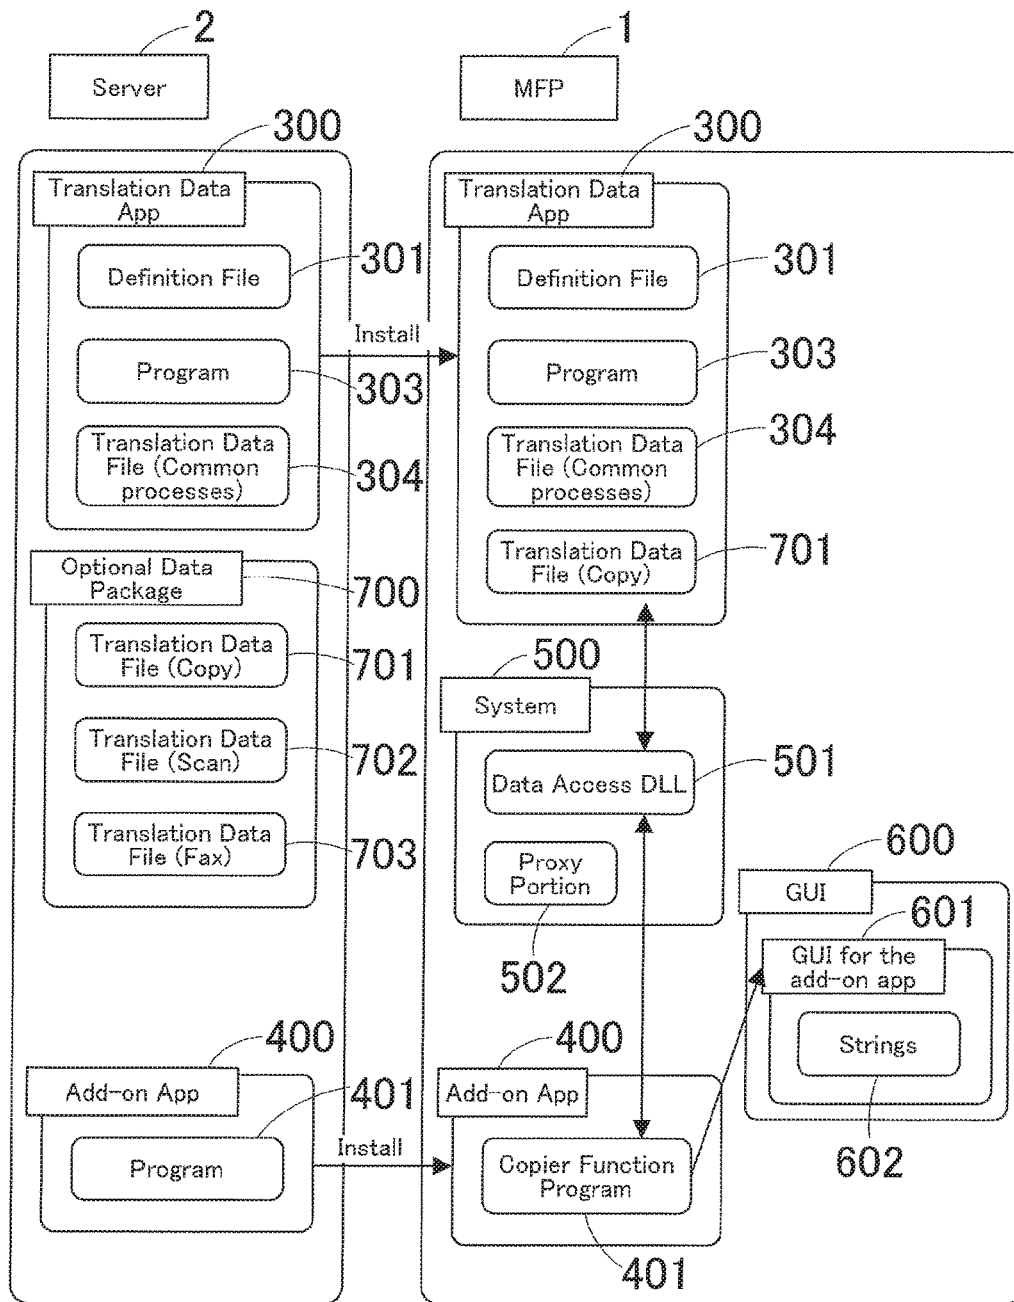 2
Server
1
MFP
300
Translation Data
App
301
Definition File
Program
303
Translation Data
File (Common
processes)
304
Optional Data
Package
700
Translation Data
File (Copy)
701
Translation Data
File (Scan)
702
Translation Data
File (Fax)
703
400
Add-on App
401
Program
Install
Install
300
Translation Data
App
301
Definition File
303
Program
304
Translation Data
File (Common
processes)
Translation Data
File (Copy)
701
500
System
501
Data Access DLL
Proxy
Portion
502
600
GUI
601
GUI for the
add-on app
Strings
602
400
Add-on App
Copier Function
Program
401